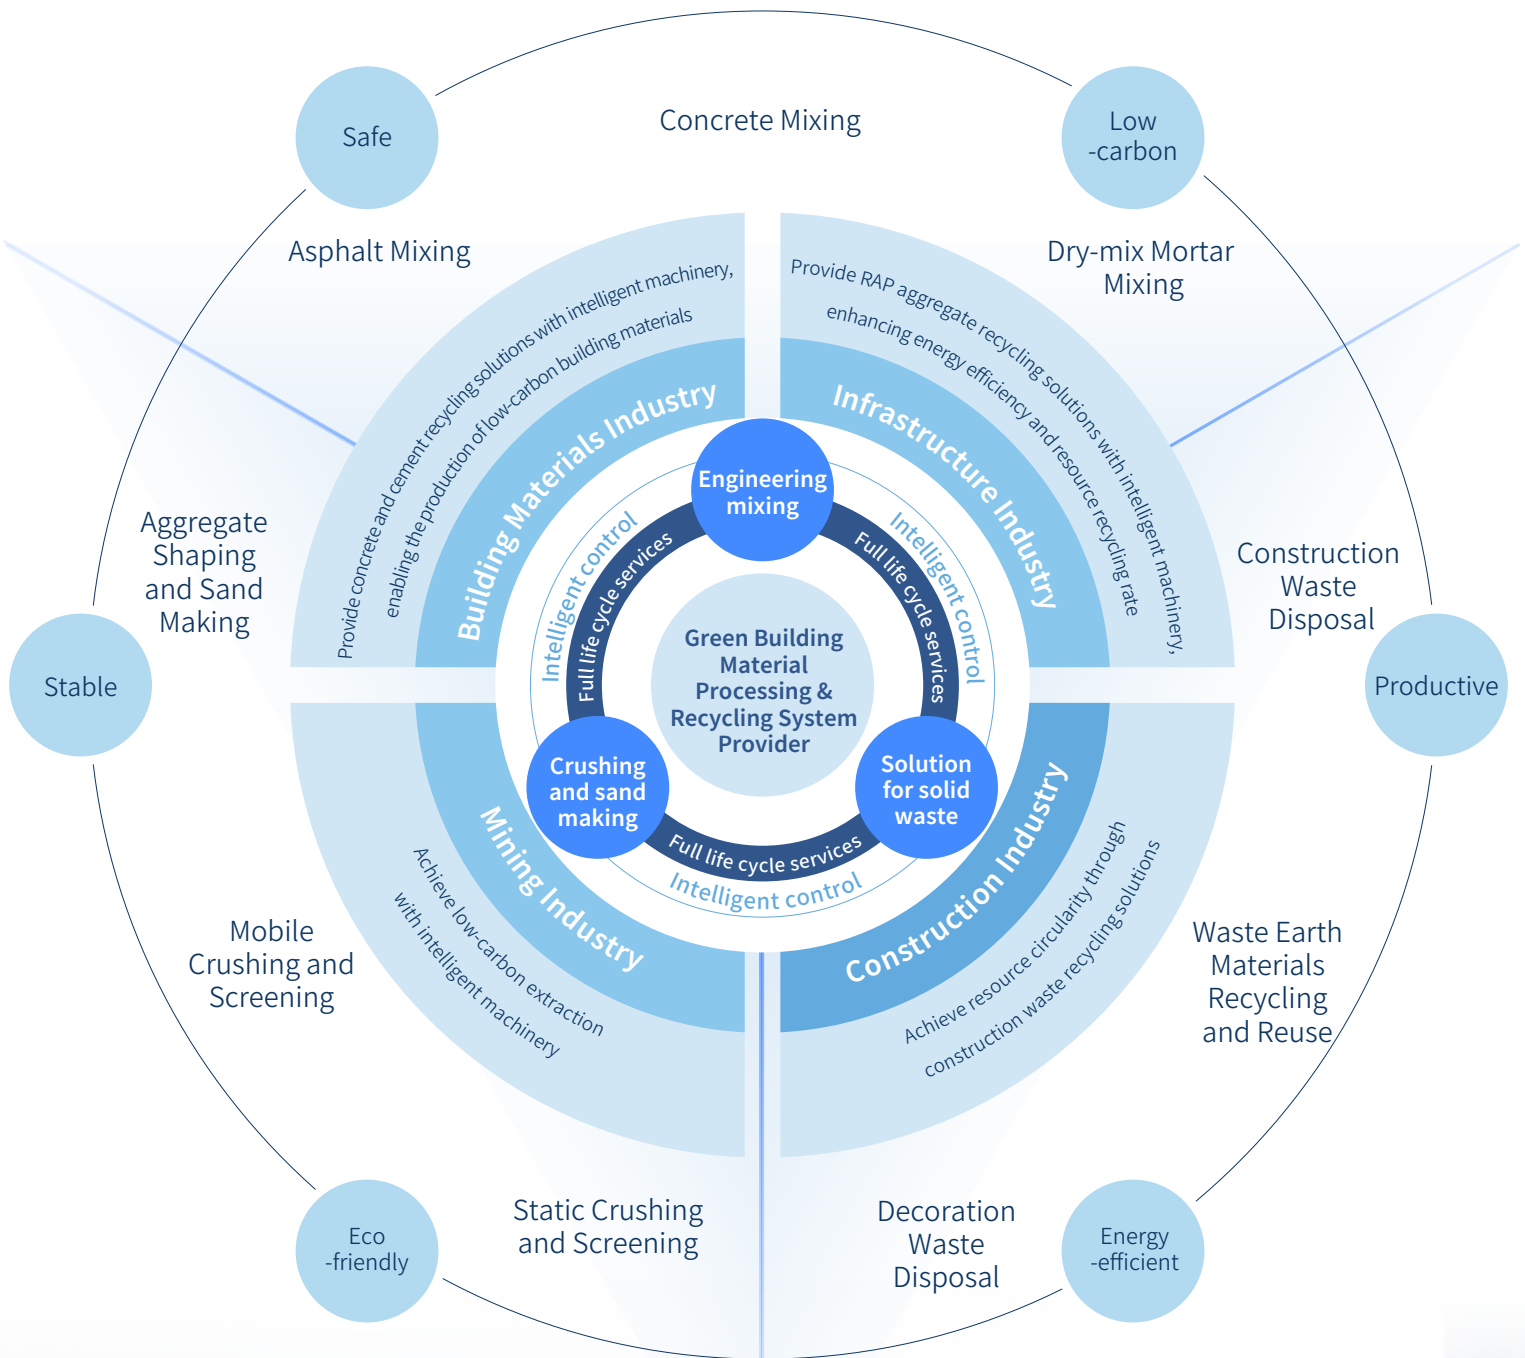 Concrete Mixing
Safe
Low
-carbon
Asphalt Mixing
Dry-mix Mortar
Mixing
Provide concrete and cement recycling solutions with intelligent machinery,
enabling the production of low-carbon building materials
Provide RAP aggregate recycling solutions with intelligent machinery,
enhancing energy efficiency and resource recycling rate
Building Materials Industry
Infrastructure Industry
Engineering
mixing
Intelligent control
Full life cycle services
Full life cycle services
Intelligent control
Aggregate
Shaping
and Sand
Making
Construction
Waste
Disposal
Stable
Green Building
Material
Processing &
Recycling System
Provider
Productive
Crushing
and sand
making
Solution
for solid
waste
Full life cycle services
Intelligent control
Mining Industry
Construction Industry
Achieve low-carbon extraction
with intelligent machinery
Achieve resource circularity through
construction waste recycling solutions
Mobile
Crushing and
Screening
Waste Earth
Materials
Recycling
and Reuse
Static Crushing
and Screening
Decoration
Waste
Disposal
Eco
-friendly
Energy
-efficient